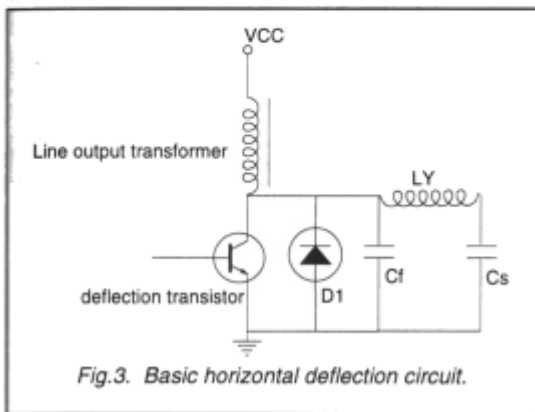 VCC
Line output transformer
LY
deflection transistor
D1
Cf
Cs
Fig.3. Basic horizontal deflection circuit.